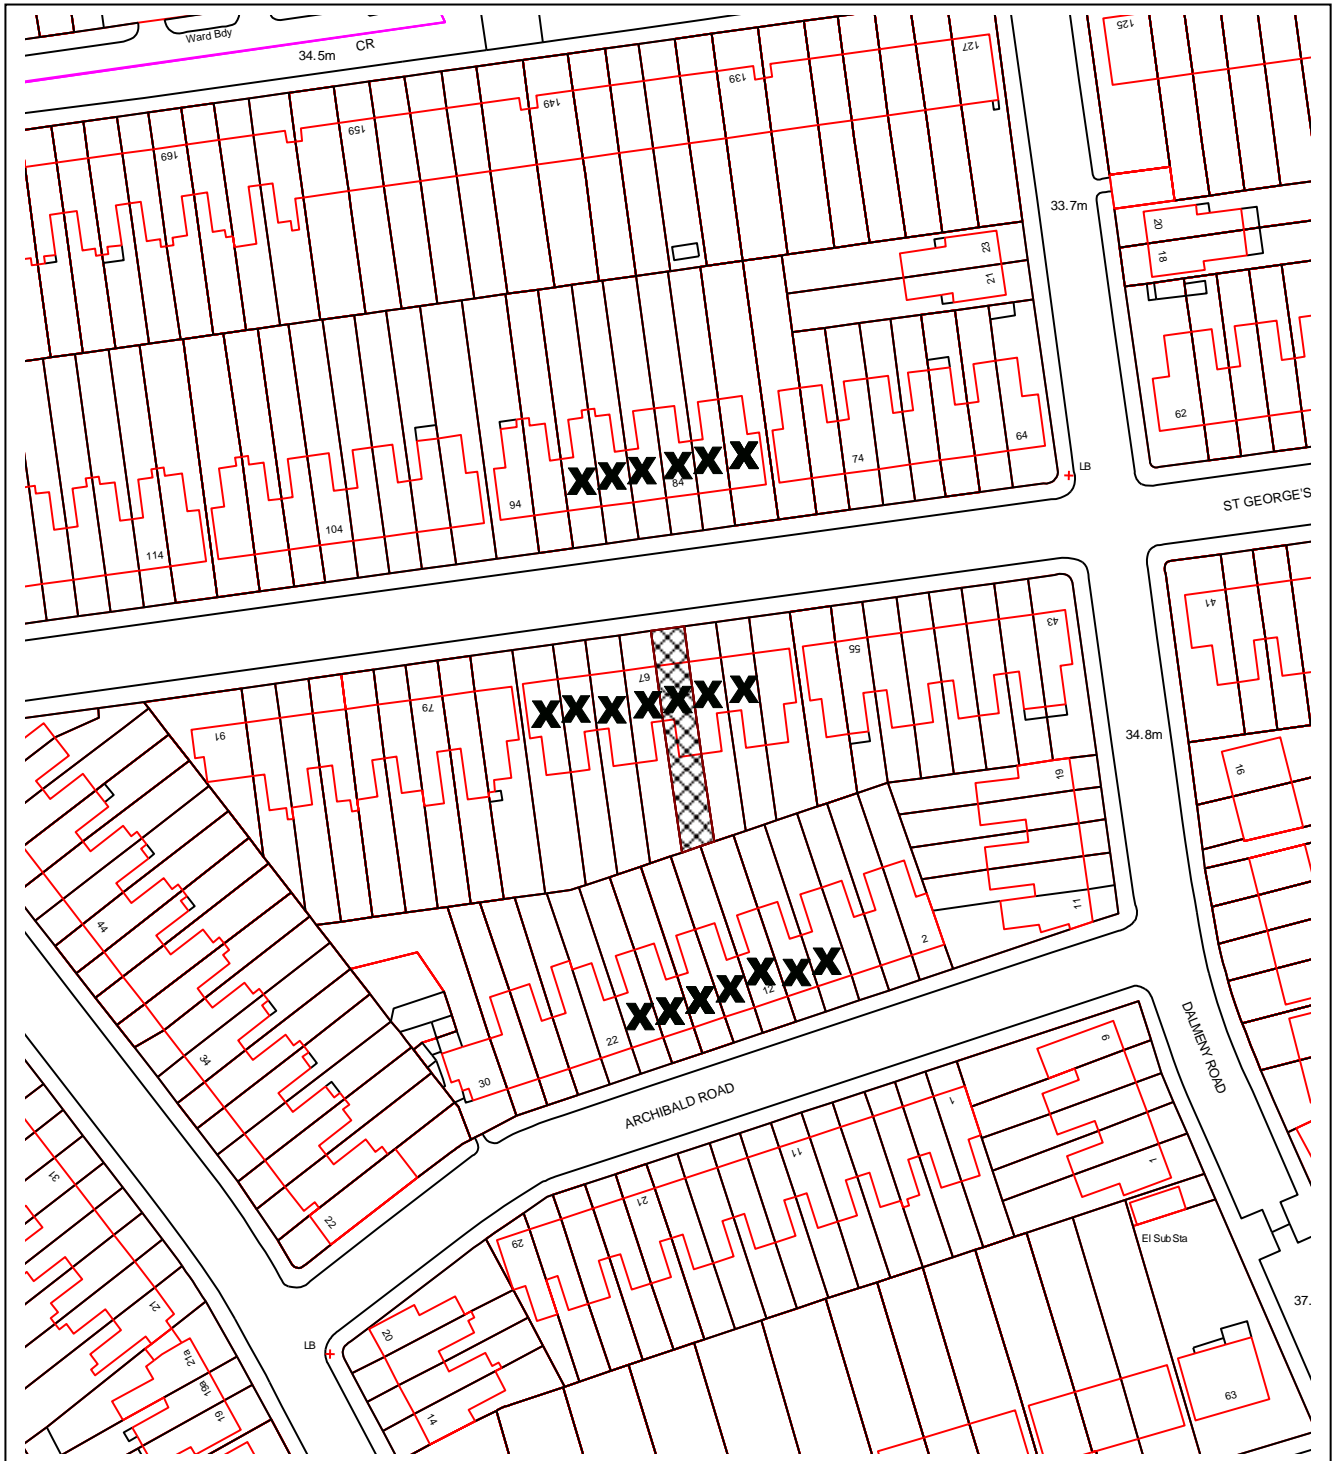 Ward Bdy
CR
34.5m
125
127
139
149
159
169
33.7m
20
18
23
21
62
64
74
84
94
104
114
LB
ST GEORGE'S
41
43
55
67
79
91
34.8m
16
19
11
2
12
22
30
44
34
22
ARCHIBALD ROAD
DALMENY ROAD
9
1
1
11
21
29
31
21
21a
19a
19
20
14
LB
El Sub Sta
37.
63
X X X X X X
X X X X X X X
X X X X X X X